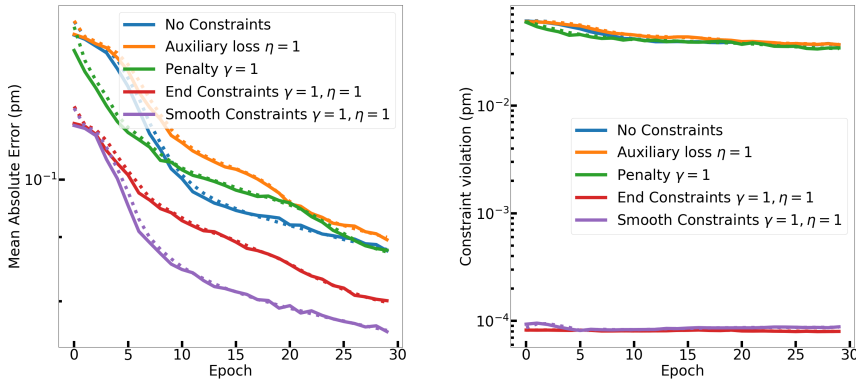 No Constraints
Auxiliary loss η = 1
Penalty γ = 1
End Constraints γ = 1, η = 1
Smooth Constraints γ = 1, η = 1
Mean Absolute Error (pm)
10⁻¹
0 5 10 15 20 25 30
Epoch
No Constraints
Auxiliary loss η = 1
Penalty γ = 1
End Constraints γ = 1, η = 1
Smooth Constraints γ = 1, η = 1
Constraint violation (pm)
10⁻²
10⁻³
10⁻⁴
0 5 10 15 20 25 30
Epoch